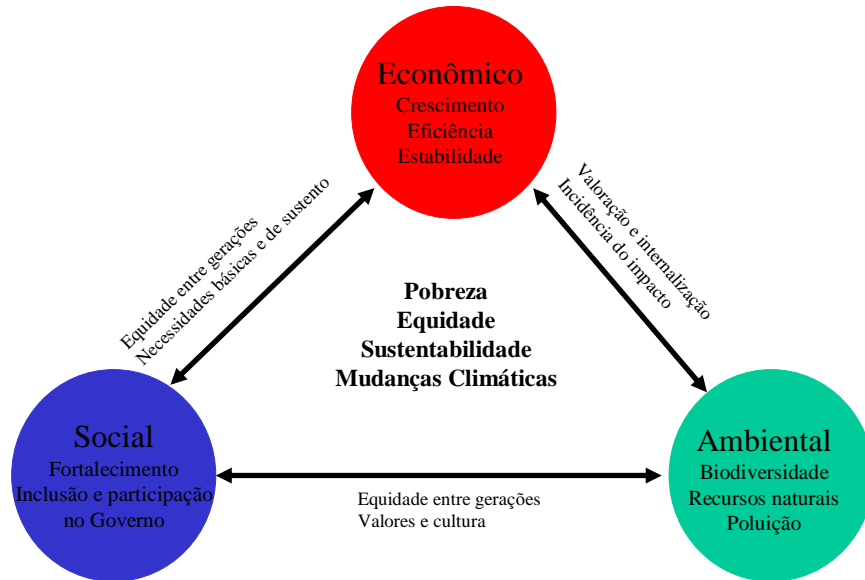 Econômico
Crescimento
Eficiência
Estabilidade
Equidade entre gerações
Necessidades básicas e de sustento
Valoração e internalização
Incidência do impacto
Pobreza
Equidade
Sustentabilidade
Mudanças Climáticas
Social
Fortalecimento
Inclusão e participação
no Governo
Equidade entre gerações
Valores e cultura
Ambiental
Biodiversidade
Recursos naturais
Poluição